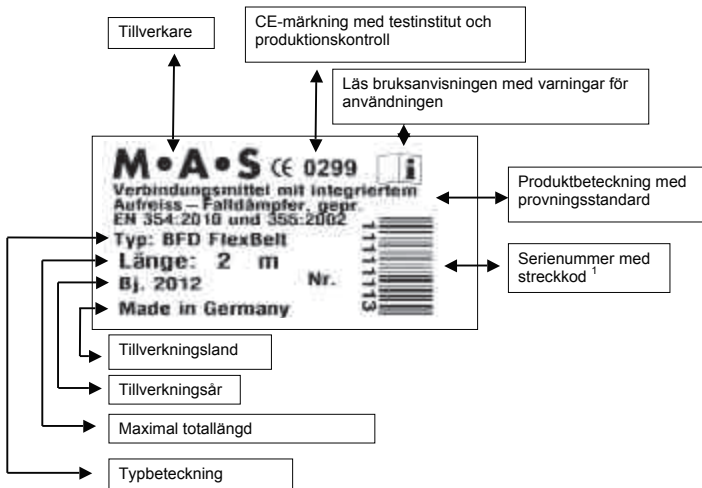 Tillverkare
CE-märkning med testinstitut och
produktionskontroll
Läs bruksanvisningen med varningar för
användningen
M•A•S CE 0299
Verbindungsmittel mit integriertem
Aufreiss – Falldämpfer, gepr.
EN 354:2010 und 355:2002
Typ: BFD FlexBelt
Länge: 2 m
Bj. 2012 Nr.
Made in Germany
11111113
Produktbeteckning med
provningsstandard
Serienummer med
streckkod 1
Tillverkningsland
Tillverkningsår
Maximal totallängd
Typbeteckning